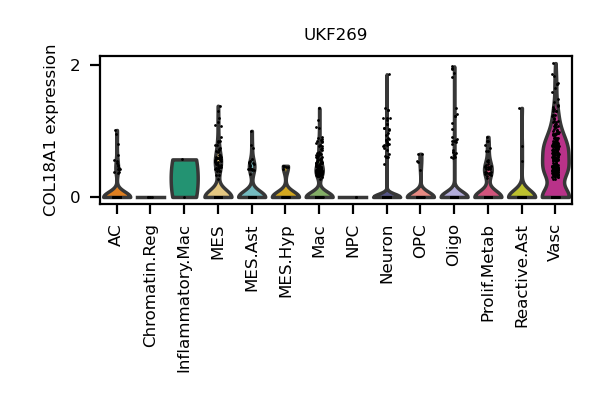 UKF269
COL18A1 expression
2
0
AC
Chromatin.Reg
Inflammatory.Mac
MES
MES.Ast
MES.Hyp
Mac
NPC
Neuron
OPC
Oligo
Prolif.Metab
Reactive.Ast
Vasc